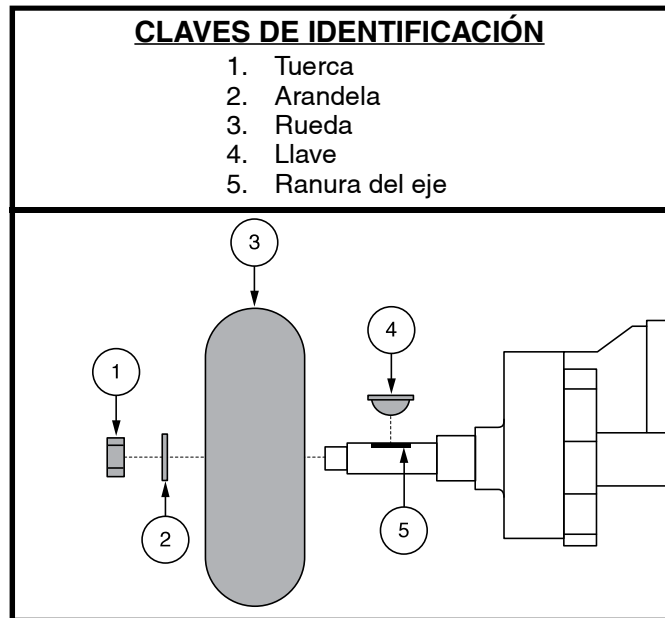 CLAVES DE IDENTIFICACIÓN
1. Tuerca
2. Arandela
3. Rueda
4. Llave
5. Ranura del eje
3
4
1
2
5